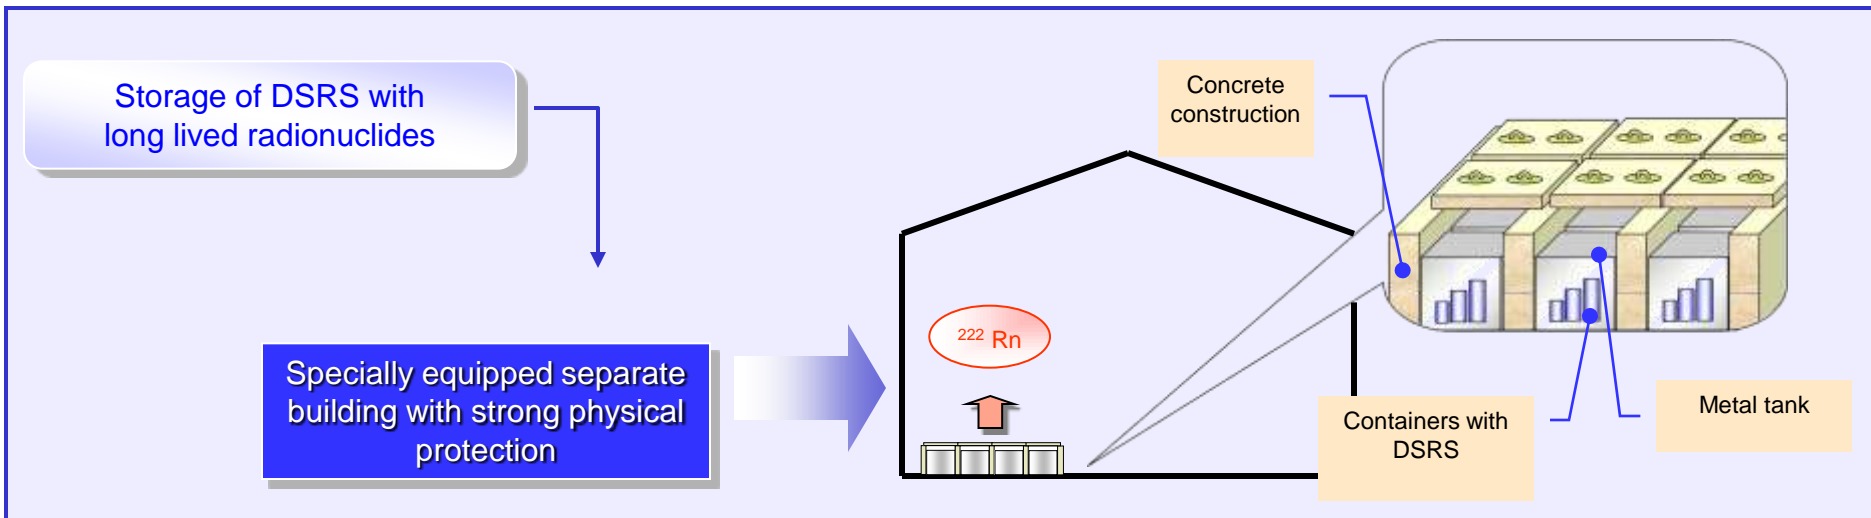 Storage of DSRS with
long lived radionuclides
Specially equipped separate
building with strong physical
protection
²²² Rn
Concrete
construction
Containers with
DSRS
Metal tank